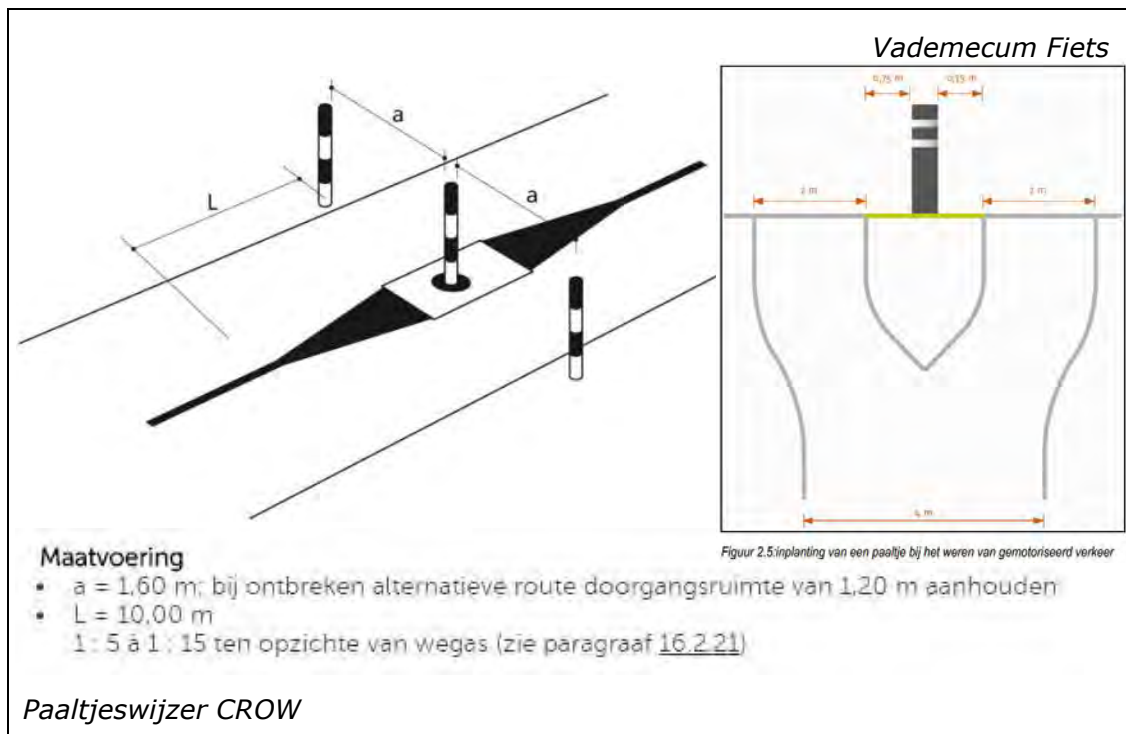 Vademecum Fiets
0,75 m
0,15 m
a
L
a
2 m
2 m
4 m
Figuur 2.5:inplanting van een paaltje bij het weren van gemotoriseerd verkeer
Maatvoering
• a = 1,60 m; bij ontbreken alternatieve route doorgangsruimte van 1,20 m aanhouden
• L = 10,00 m
1 : 5 à 1 : 15 ten opzichte van wegas (zie paragraaf 16.2.21)
Paaltjeswijzer CROW